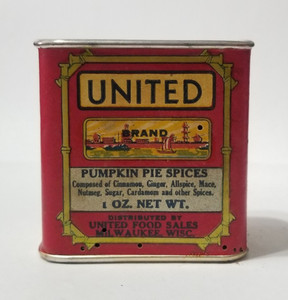 UNITED
BRAND
PUMPKIN PIE SPICES
Composed of Cinnamon, Ginger, Allspice, Mace,
Nutmeg, Sugar, Cardamom and other Spices.
1 OZ. NET WT.
DISTRIBUTED BY
UNITED FOOD SALES
MILWAUKEE, WISC.